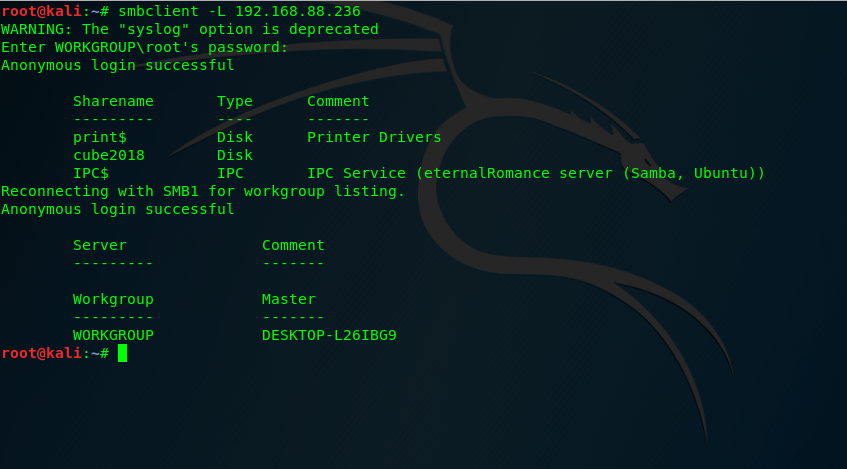 root@kali:~# smbclient -L 192.168.88.236
WARNING: The "syslog" option is deprecated
Enter WORKGROUP\root's password:
Anonymous login successful
Sharename Type Comment
--------- ---- -------
print$ Disk Printer Drivers
cube2018 Disk
IPC$ IPC IPC Service (eternalRomance server (Samba, Ubuntu))
Reconnecting with SMB1 for workgroup listing.
Anonymous login successful
Server Comment
--------- -------
Workgroup Master
--------- -------
WORKGROUP DESKTOP-L26IBG9
root@kali:~#